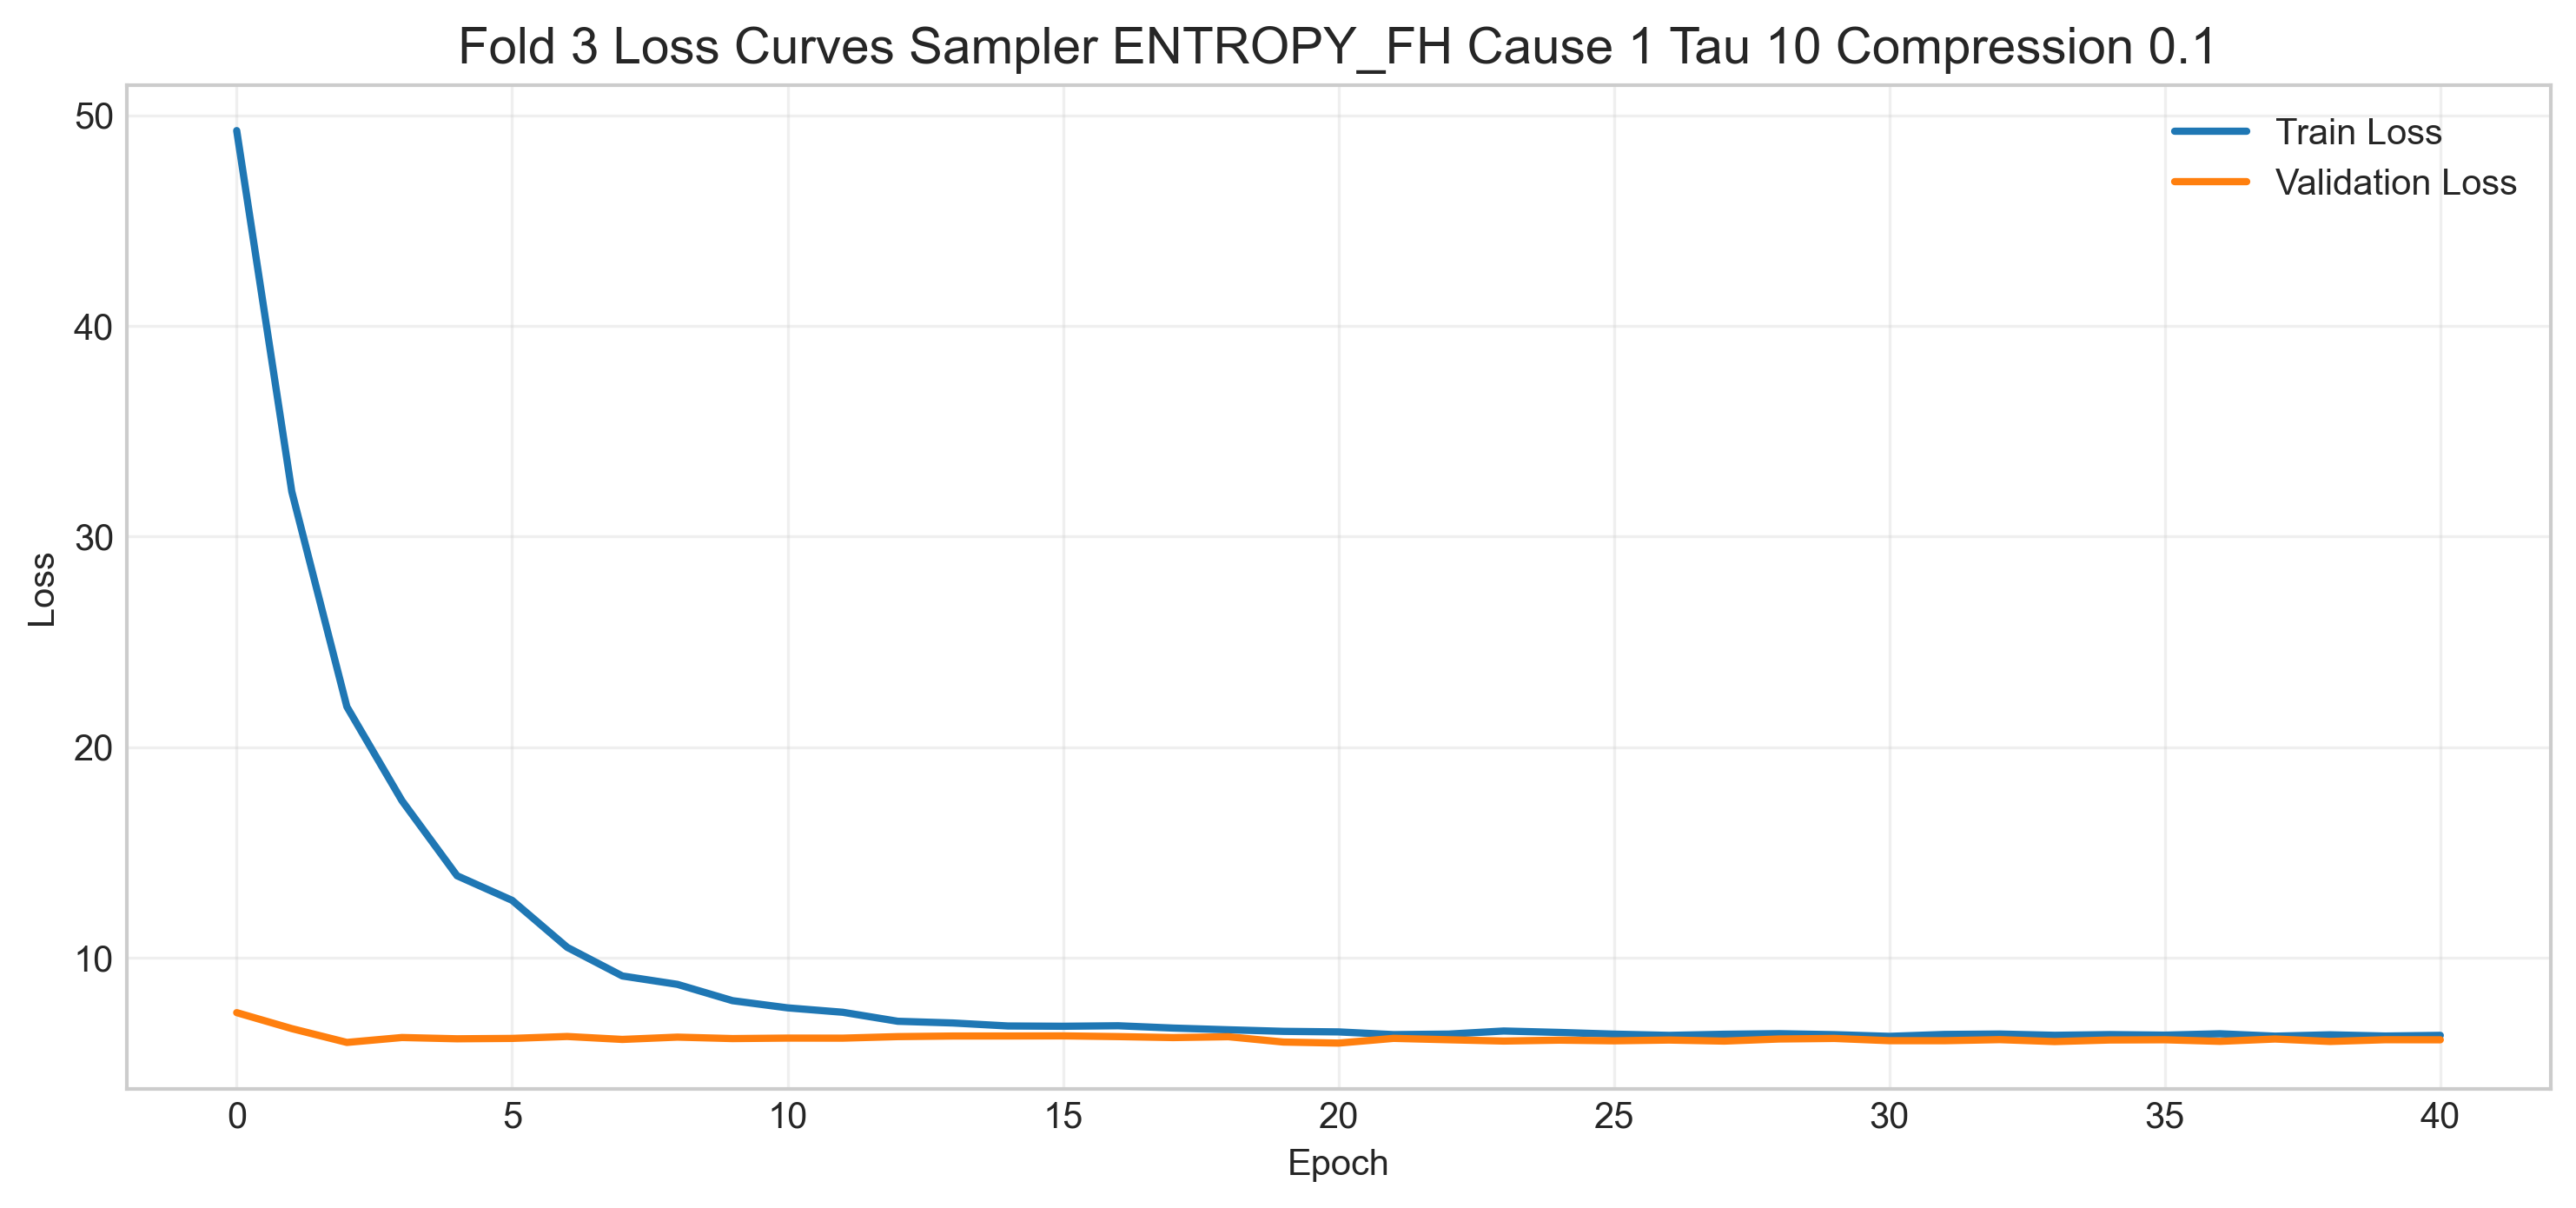 Fold 3 Loss Curves Sampler ENTROPY_FH Cause 1 Tau 10 Compression 0.1
Train Loss
Validation Loss
Loss
50
40
30
20
10
0 5 10 15 20 25 30 35 40
Epoch